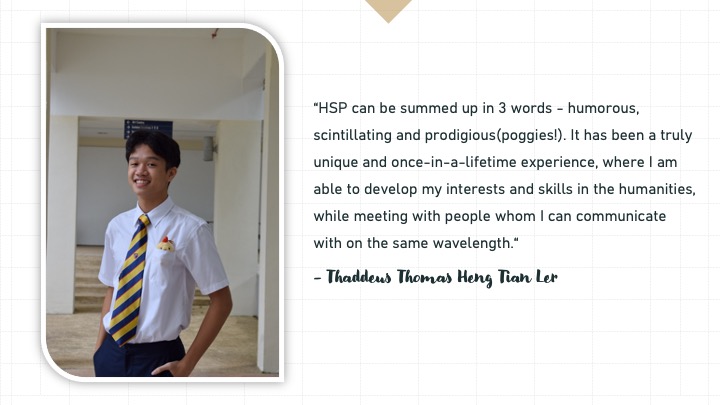 “HSP can be summed up in 3 words - humorous,
scintillating and prodigious(poggies!). It has been a truly
unique and once-in-a-lifetime experience, where I am
able to develop my interests and skills in the humanities,
while meeting with people whom I can communicate
with on the same wavelength.“
- Thaddeus Thomas Heng Tian Ler